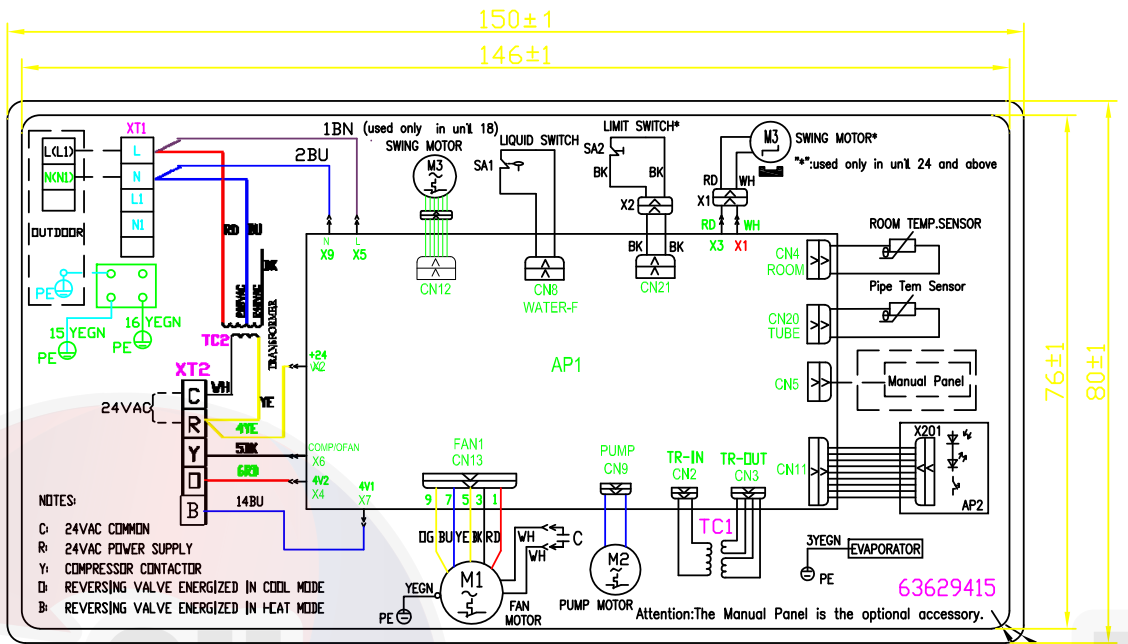 150±1
146±1
76±1
80±1
XT1
L(L1)
N(N1)
L
N
L1
N1
OUTDOOR
PE
15 YEGN
16 YEGN
PE
PE
1BN
(used only in unit 18)
2BU
SWING MOTOR
M3
LIQUID SWITCH
SA1
LIMIT SWITCH*
SA2
BK
BK
X2
BK
BK
M3
SWING MOTOR*
"*":used only in unit 24 and above
RD
WH
X1
RD
WH
X3
X1
RD
BU
BK
TRANSFORMER
TC2
N
X9
L
X5
CN12
CN8
WATER-F
CN21
CN4
ROOM
ROOM TEMP.SENSOR
CN20
TUBE
Pipe Tem Sensor
CN5
Manual Panel
CN11
X201
AP2
AP1
XT2
24VAC
C
R
Y
O
B
WH
YE
4YE
5BK
6RD
14BU
+24
X12
COMP/OFAN
X6
4V2
X4
4V1
X7
FAN1
CN13
9 7 5 3 1
OG BU YE BK RD
WH
WH
C
M1
YEGN
PE
FAN
MOTOR
PUMP
CN9
M2
PUMP MOTOR
TR-IN
CN2
TR-OUT
CN3
TC1
3YEGN
EVAPORATOR
PE
63629415
NOTES:
C: 24VAC COMMON
R: 24VAC POWER SUPPLY
Y: COMPRESSOR CONTACTOR
O: REVERSING VALVE ENERGIZED IN COOL MODE
B: REVERSING VALVE ENERGIZED IN HEAT MODE
Attention:The Manual Panel is the optional accessory.